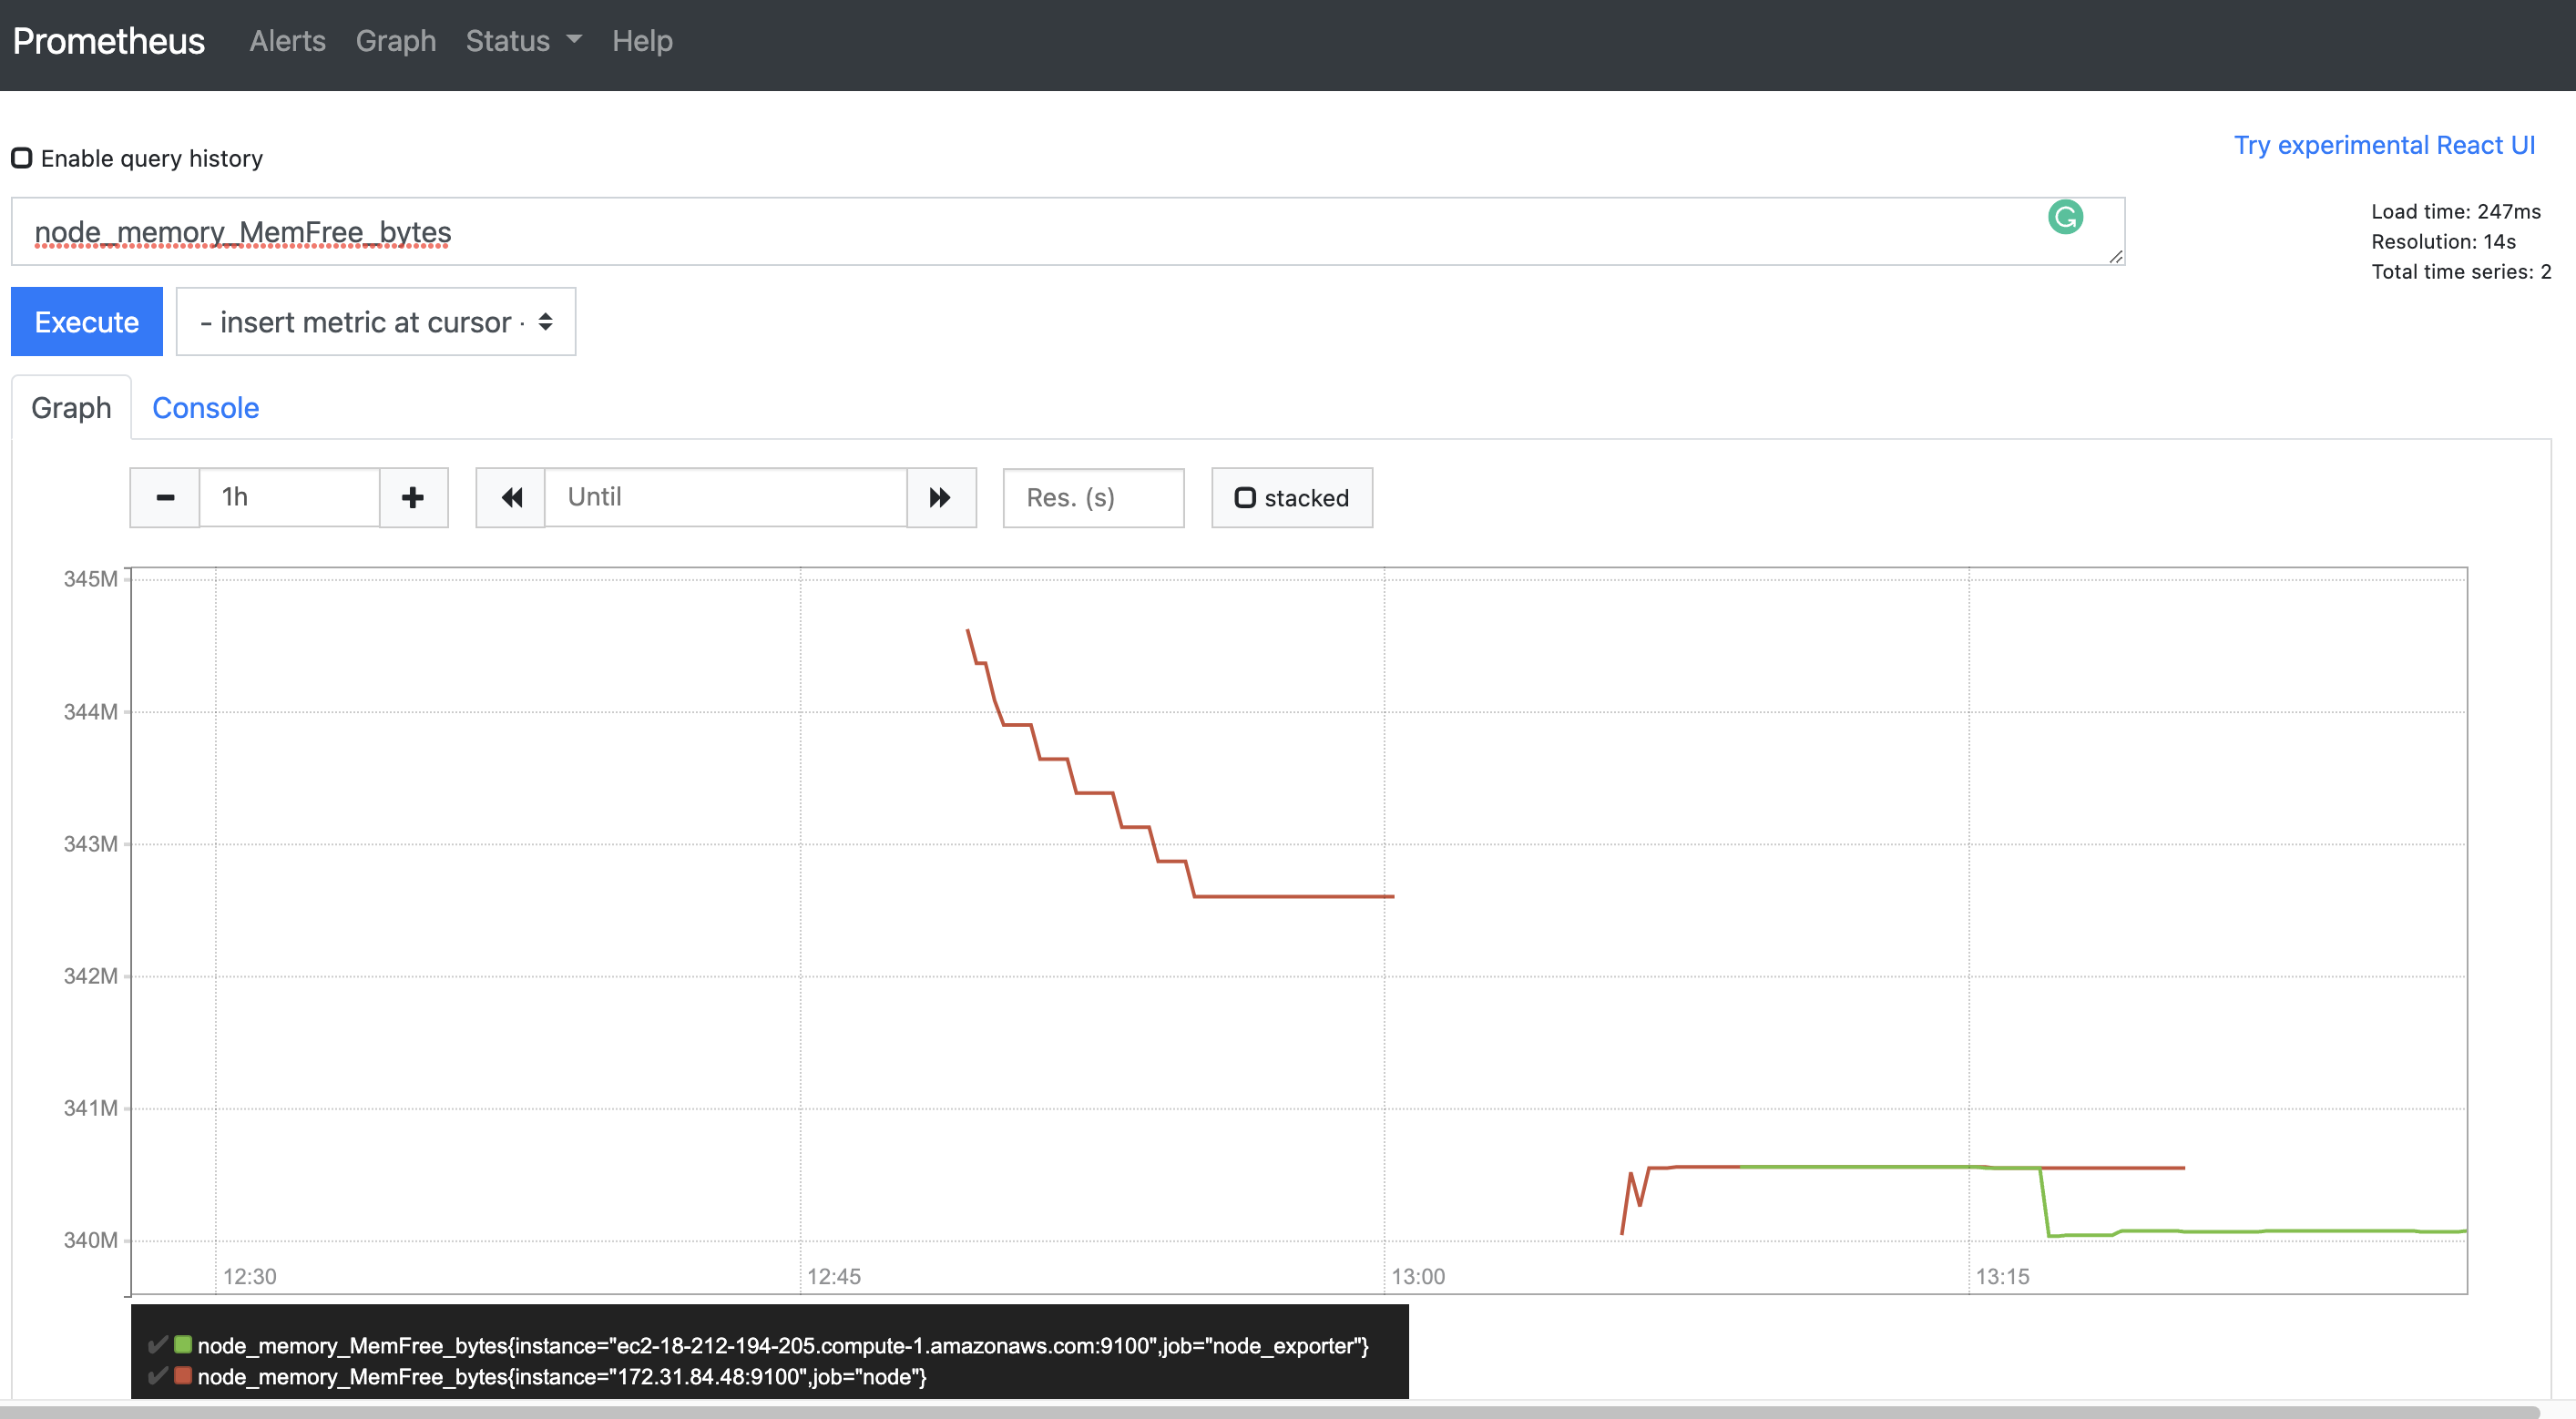 Prometheus Alerts Graph Status Help
Try experimental React UI
Enable query history
node_memory_MemFree_bytes
Load time: 247ms
Resolution: 14s
Total time series: 2
Execute - insert metric at cursor -
Graph Console
1h Until Res. (s) stacked
345M
344M
343M
342M
341M
340M
12:30 12:45 13:00 13:15
node_memory_MemFree_bytes{instance="ec2-18-212-194-205.compute-1.amazonaws.com:9100",job="node_exporter"}
node_memory_MemFree_bytes{instance="172.31.84.48:9100",job="node"}